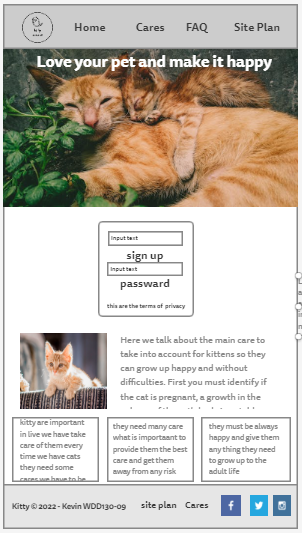 Home Cares FAQ Site Plan
Love your pet and make it happy
Input text
sign up
Input text
passward
this are the terms of privacy
Here we talk about the main care to
take into account for kittens so they
can grow up happy and without
difficulties. First you must identify if
the cat is pregnant, a growth in the
kitty are important
in live we have take
care of them every
time we have cats
they need some
cares we have to be
they need many care
what is importaant to
provide them the best
care and get them
away from any risk
they must be always
happy and give them
any thing they need
to grow up to the
adult life
Kitty © 2022 - Kevin WDD130-09 site plan Cares